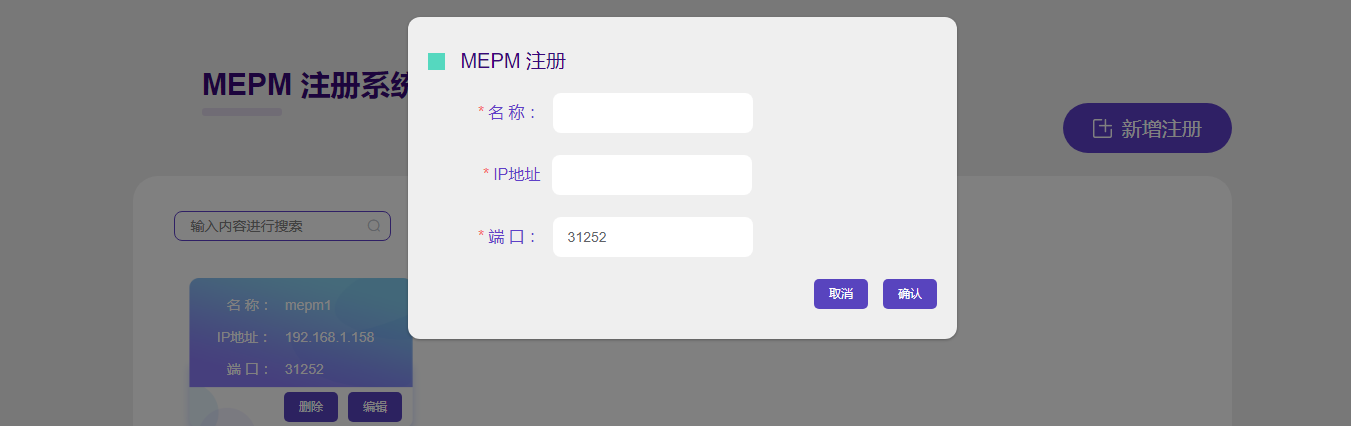 MEPM 注册
* 名 称：
* IP地址
* 端 口： 31252
取消 确认
MEPM 注册系统
新增注册
输入内容进行搜索
名 称： mepm1
IP地址： 192.168.1.158
端 口： 31252
删除 编辑